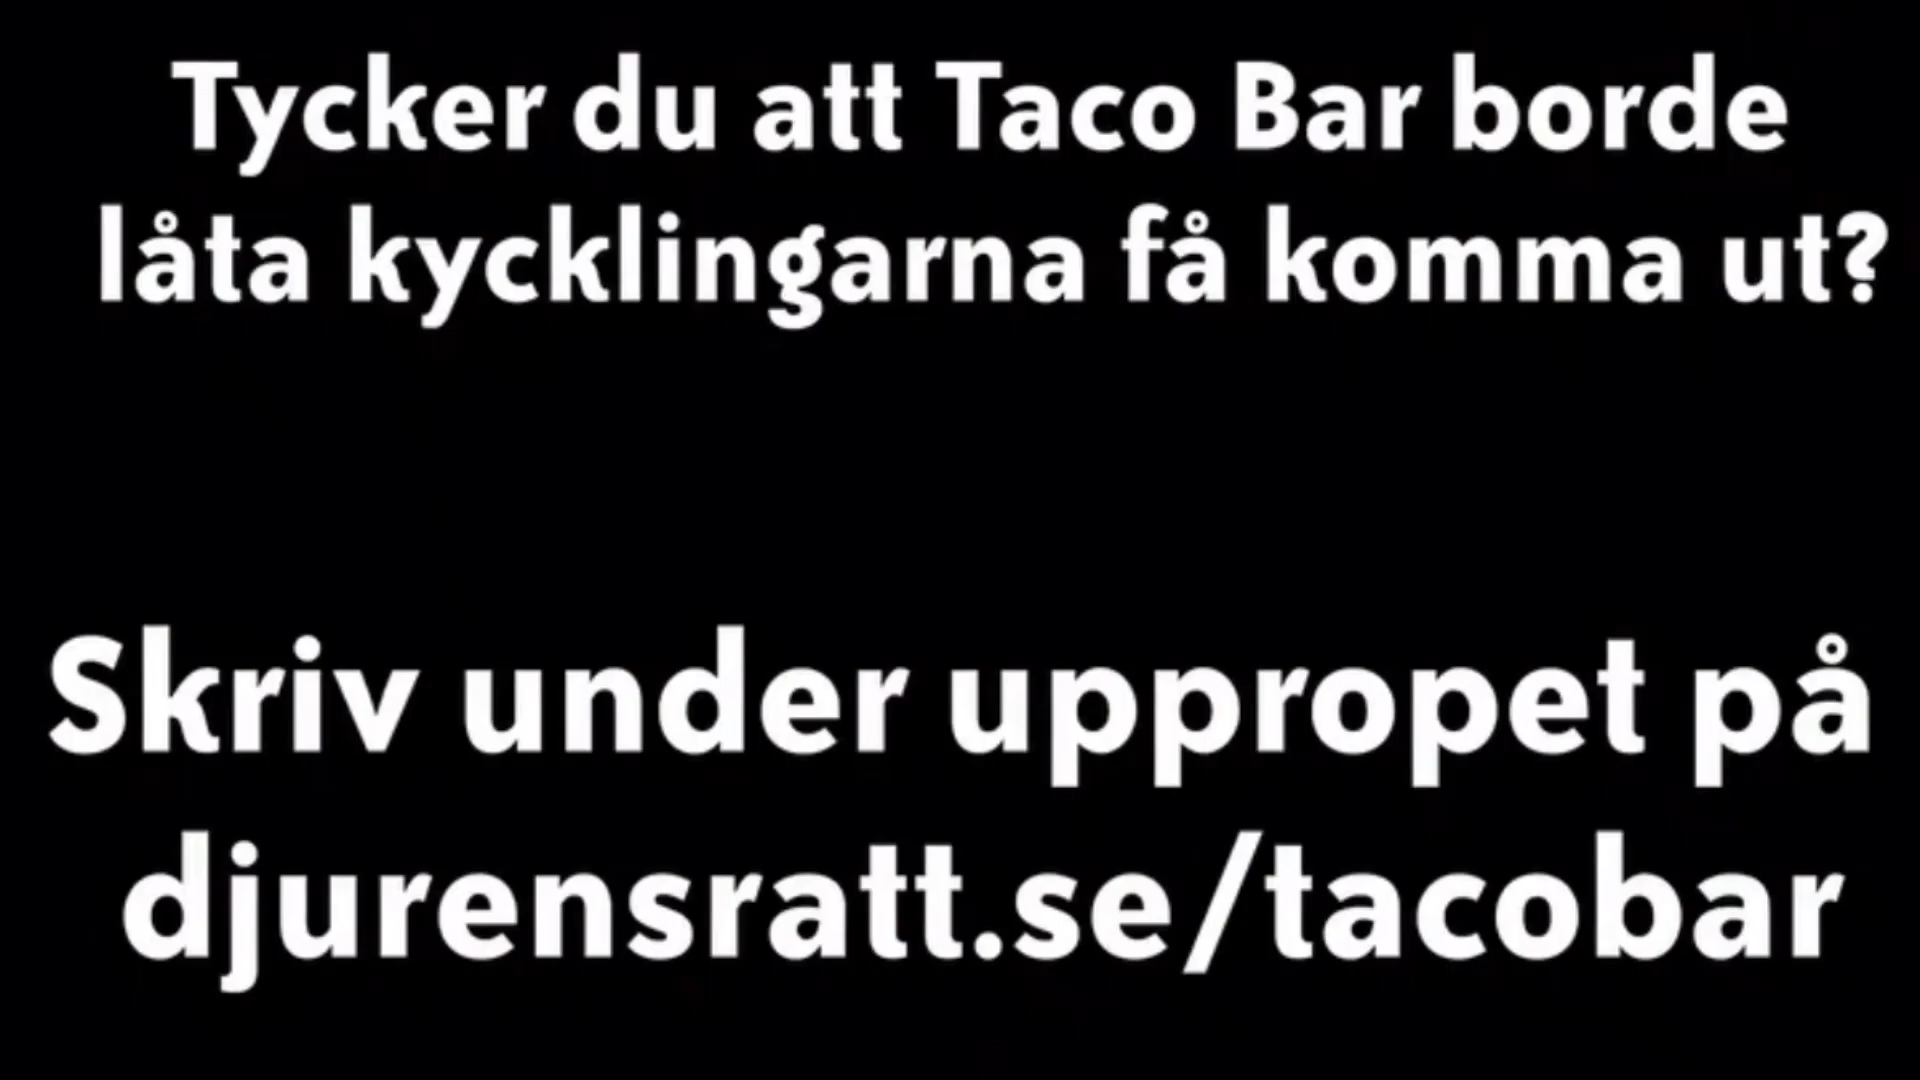 Tycker du att Taco Bar borde
låta kycklingarna få komma ut?
Skriv under uppropet på
djurensratt.se/tacobar